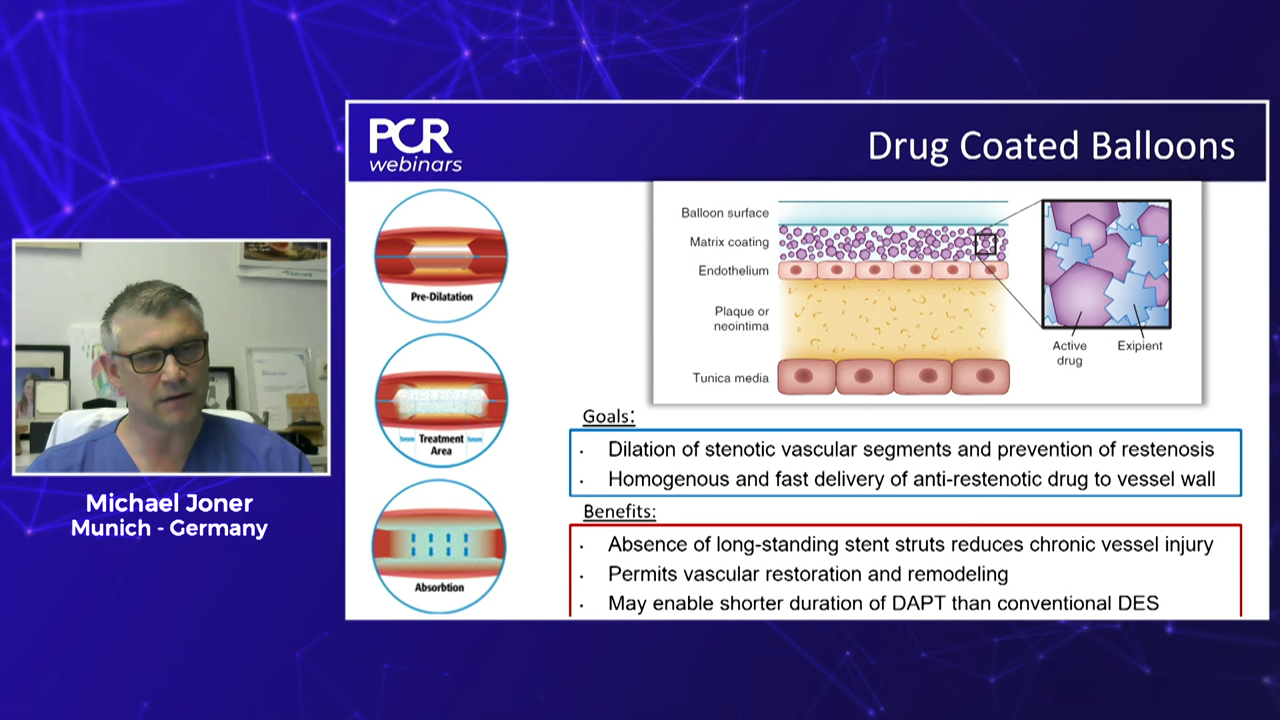 PCR
webinars
Drug Coated Balloons
Pre-Dilatation
5mm Treatment 5mm
Area
Absorbtion
Balloon surface
Matrix coating
Endothelium
Plaque or
neointima
Tunica media
Active
drug
Exipient
Goals:
· Dilation of stenotic vascular segments and prevention of restenosis
· Homogenous and fast delivery of anti-restenotic drug to vessel wall
Benefits:
· Absence of long-standing stent struts reduces chronic vessel injury
· Permits vascular restoration and remodeling
· May enable shorter duration of DAPT than conventional DES
Michael Joner
Munich - Germany